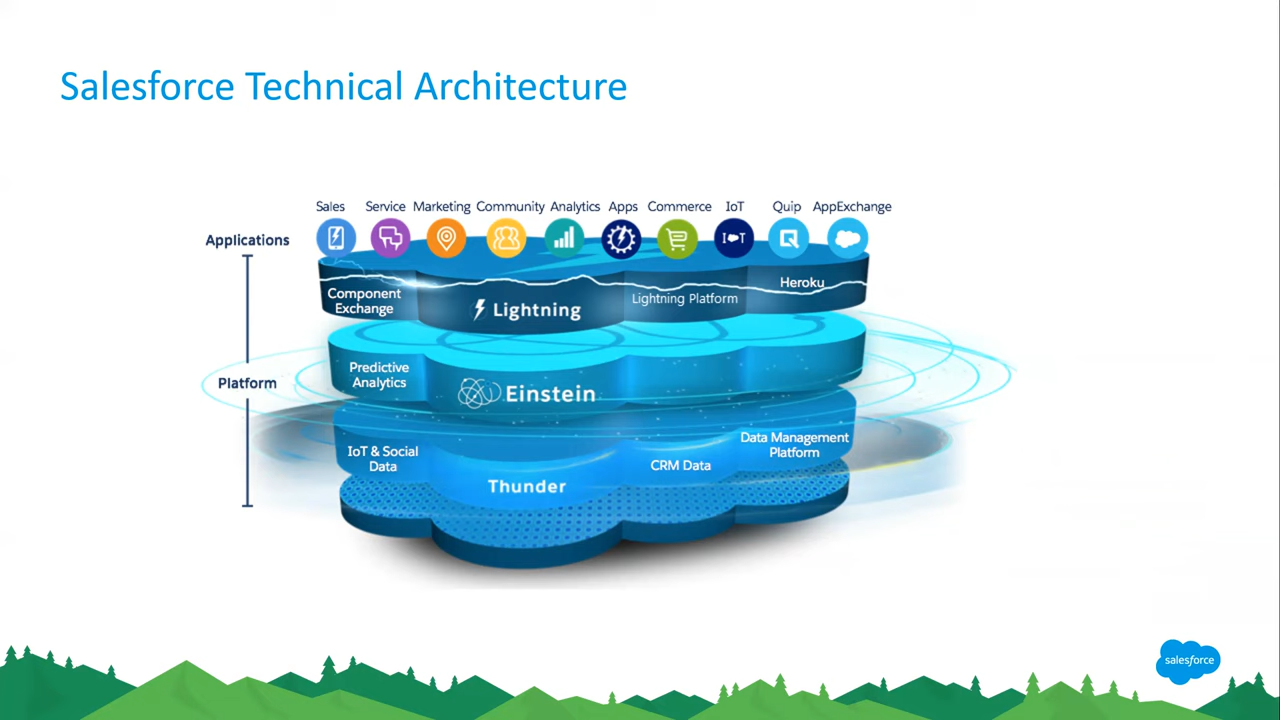 Salesforce Technical Architecture
Sales Service Marketing Community Analytics Apps Commerce IoT Quip AppExchange
IoT
Applications
Component
Exchange
Lightning
Lightning Platform
Heroku
Platform
Predictive
Analytics
Einstein
IoT & Social
Data
Thunder
CRM Data
Data Management
Platform
salesforce